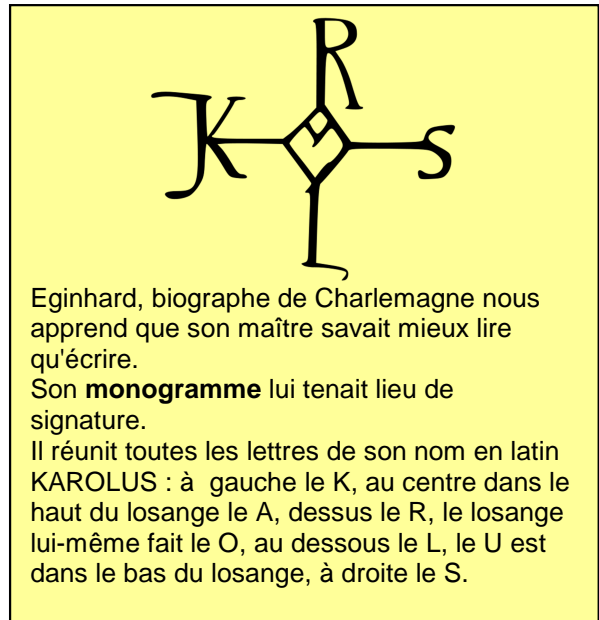 R
K S
L
Eginhard, biographe de Charlemagne nous
apprend que son maître savait mieux lire
qu'écrire.
Son monogramme lui tenait lieu de
signature.
Il réunit toutes les lettres de son nom en latin
KAROLUS : à  gauche le K, au centre dans le
haut du losange le A, dessus le R, le losange
lui-même fait le O, au dessous le L, le U est
dans le bas du losange, à droite le S.